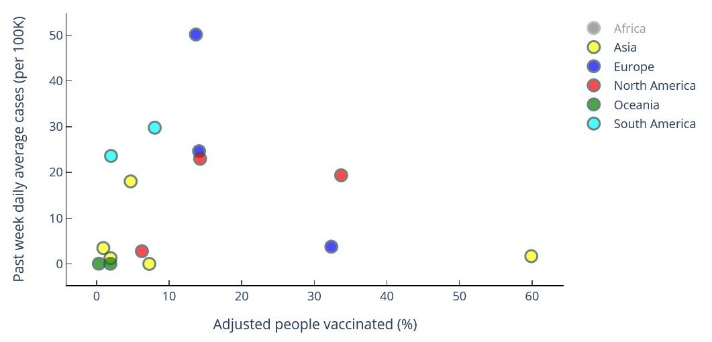 Past week daily average cases (per 100K)
50
40
30
20
10
0
0 10 20 30 40 50 60
Adjusted people vaccinated (%)
Africa
Asia
Europe
North America
Oceania
South America